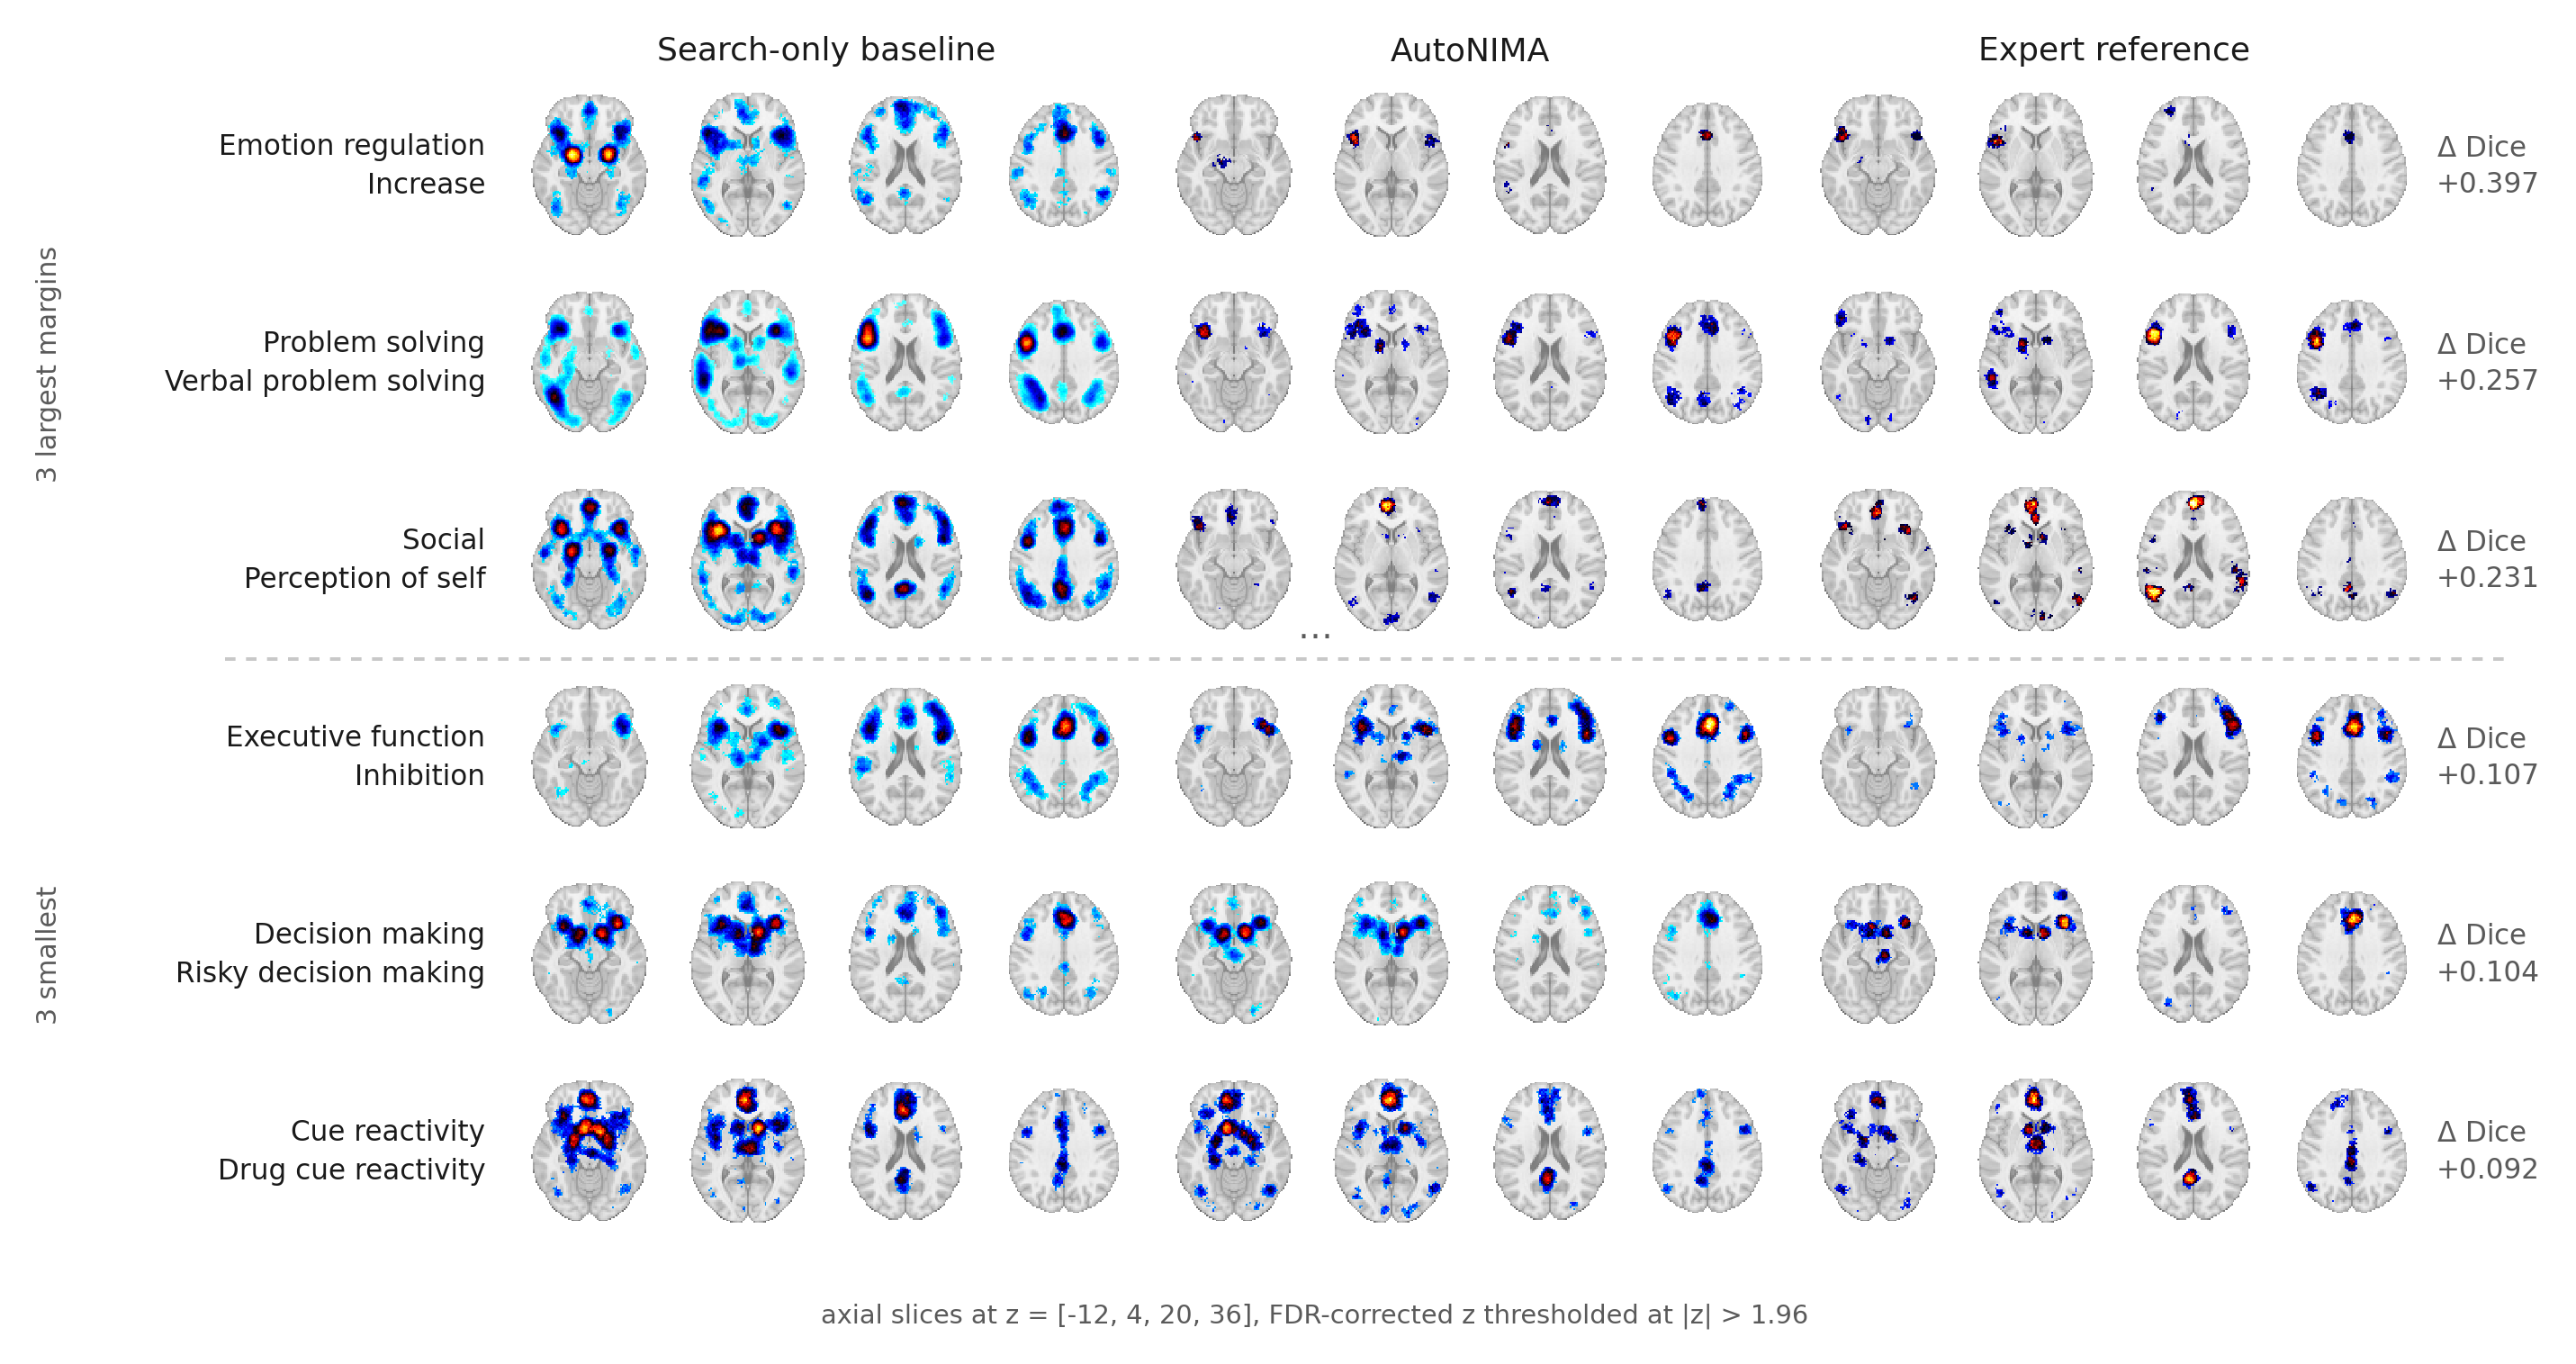 Search-only baseline
AutoNIMA
Expert reference
3 largest margins
Emotion regulation
Increase
Δ Dice
+0.397
Problem solving
Verbal problem solving
Δ Dice
+0.257
Social
Perception of self
Δ Dice
+0.231
...
3 smallest
Executive function
Inhibition
Δ Dice
+0.107
Decision making
Risky decision making
Δ Dice
+0.104
Cue reactivity
Drug cue reactivity
Δ Dice
+0.092
axial slices at z = [-12, 4, 20, 36], FDR-corrected z thresholded at |z| > 1.96